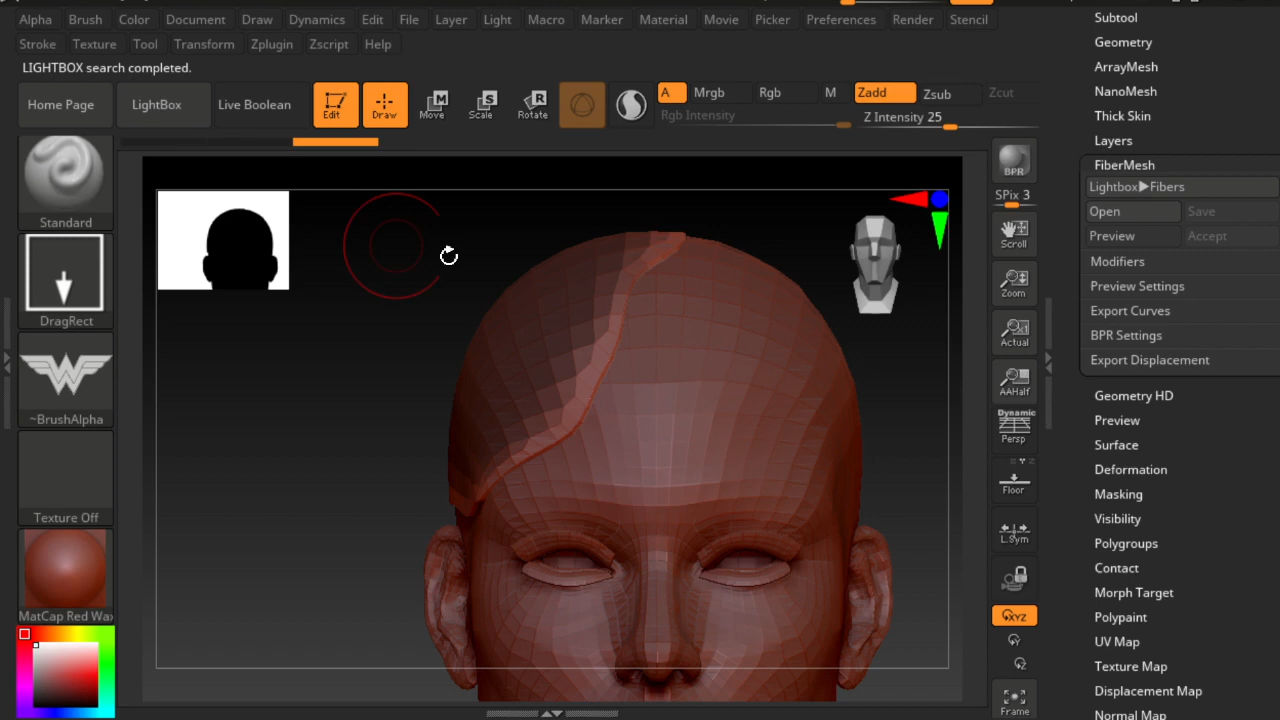 Alpha Brush Color Document Draw Dynamics Edit File Layer Light Macro Marker Material Movie Picker Preferences Render Stencil
Stroke Texture Tool Transform Zplugin Zscript Help
LIGHTBOX search completed.
Home Page LightBox Live Boolean Edit Draw Move Scale Rotate A Mrgb Rgb M Zadd Zsub Zcut
M S R
Rgb Intensity Z Intensity 25
Standard
DragRect
~BrushAlpha
Texture Off
MatCap Red Wax
BPR
SPix 3
Scroll
Zoom
Actual
AAHalf
Dynamic
Persp
Floor
L.Sym
XYZ
Y
Z
Frame
Subtool
Geometry
ArrayMesh
NanoMesh
Thick Skin
Layers
FiberMesh
Lightbox▶Fibers
Open Save
Preview Accept
Modifiers
Preview Settings
Export Curves
BPR Settings
Export Displacement
Geometry HD
Preview
Surface
Deformation
Masking
Visibility
Polygroups
Contact
Morph Target
Polypaint
UV Map
Texture Map
Displacement Map
Normal Map